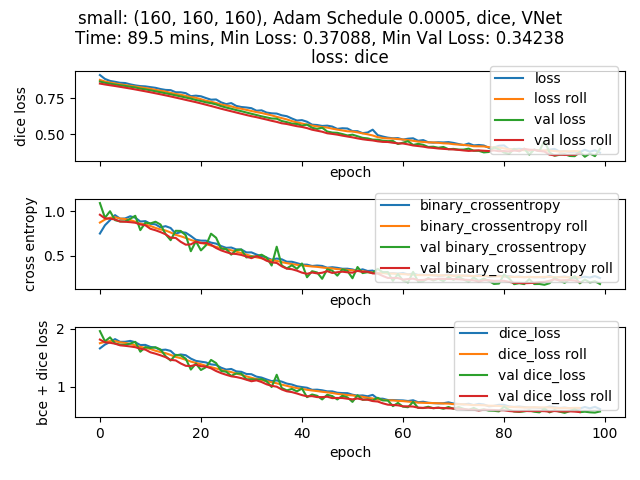 small: (160, 160, 160), Adam Schedule 0.0005, dice, VNet
Time: 89.5 mins, Min Loss: 0.37088, Min Val Loss: 0.34238
loss: dice
dice loss
0.75
0.50
loss
loss roll
val loss
val loss roll
epoch
cross entropy
1.0
0.5
binary_crossentropy
binary_crossentropy roll
val binary_crossentropy
val binary_crossentropy roll
epoch
bce + dice loss
2
1
dice_loss
dice_loss roll
val dice_loss
val dice_loss roll
0 20 40 60 80 100
epoch